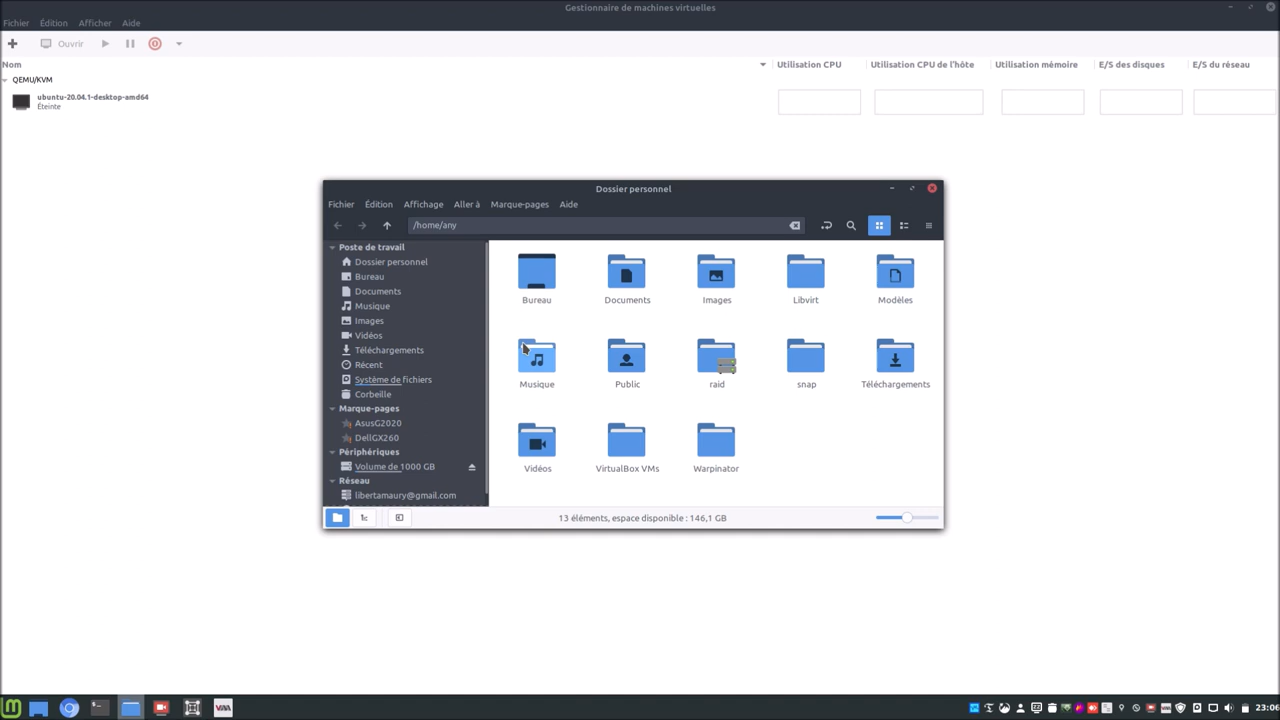 Gestionnaire de machines virtuelles
Fichier Édition Afficher Aide
Ouvrir
Nom Utilisation CPU Utilisation CPU de l'hôte Utilisation mémoire E/S des disques E/S du réseau
QEMU/KVM
ubuntu-20.04.1-desktop-amd64
Éteinte
Dossier personnel
Fichier Édition Affichage Aller à Marque-pages Aide
/home/any
Poste de travail
Dossier personnel
Bureau
Documents
Musique
Images
Vidéos
Téléchargements
Récent
Système de fichiers
Corbeille
Marque-pages
AsusG2020
DellGX260
Périphériques
Volume de 1000 GB
Réseau
libertamaury@gmail.com
Bureau Documents Images Libvirt Modèles
Musique Public raid snap Téléchargements
Vidéos VirtualBox VMs Warpinator
13 éléments, espace disponible : 146,1 GB
23:06